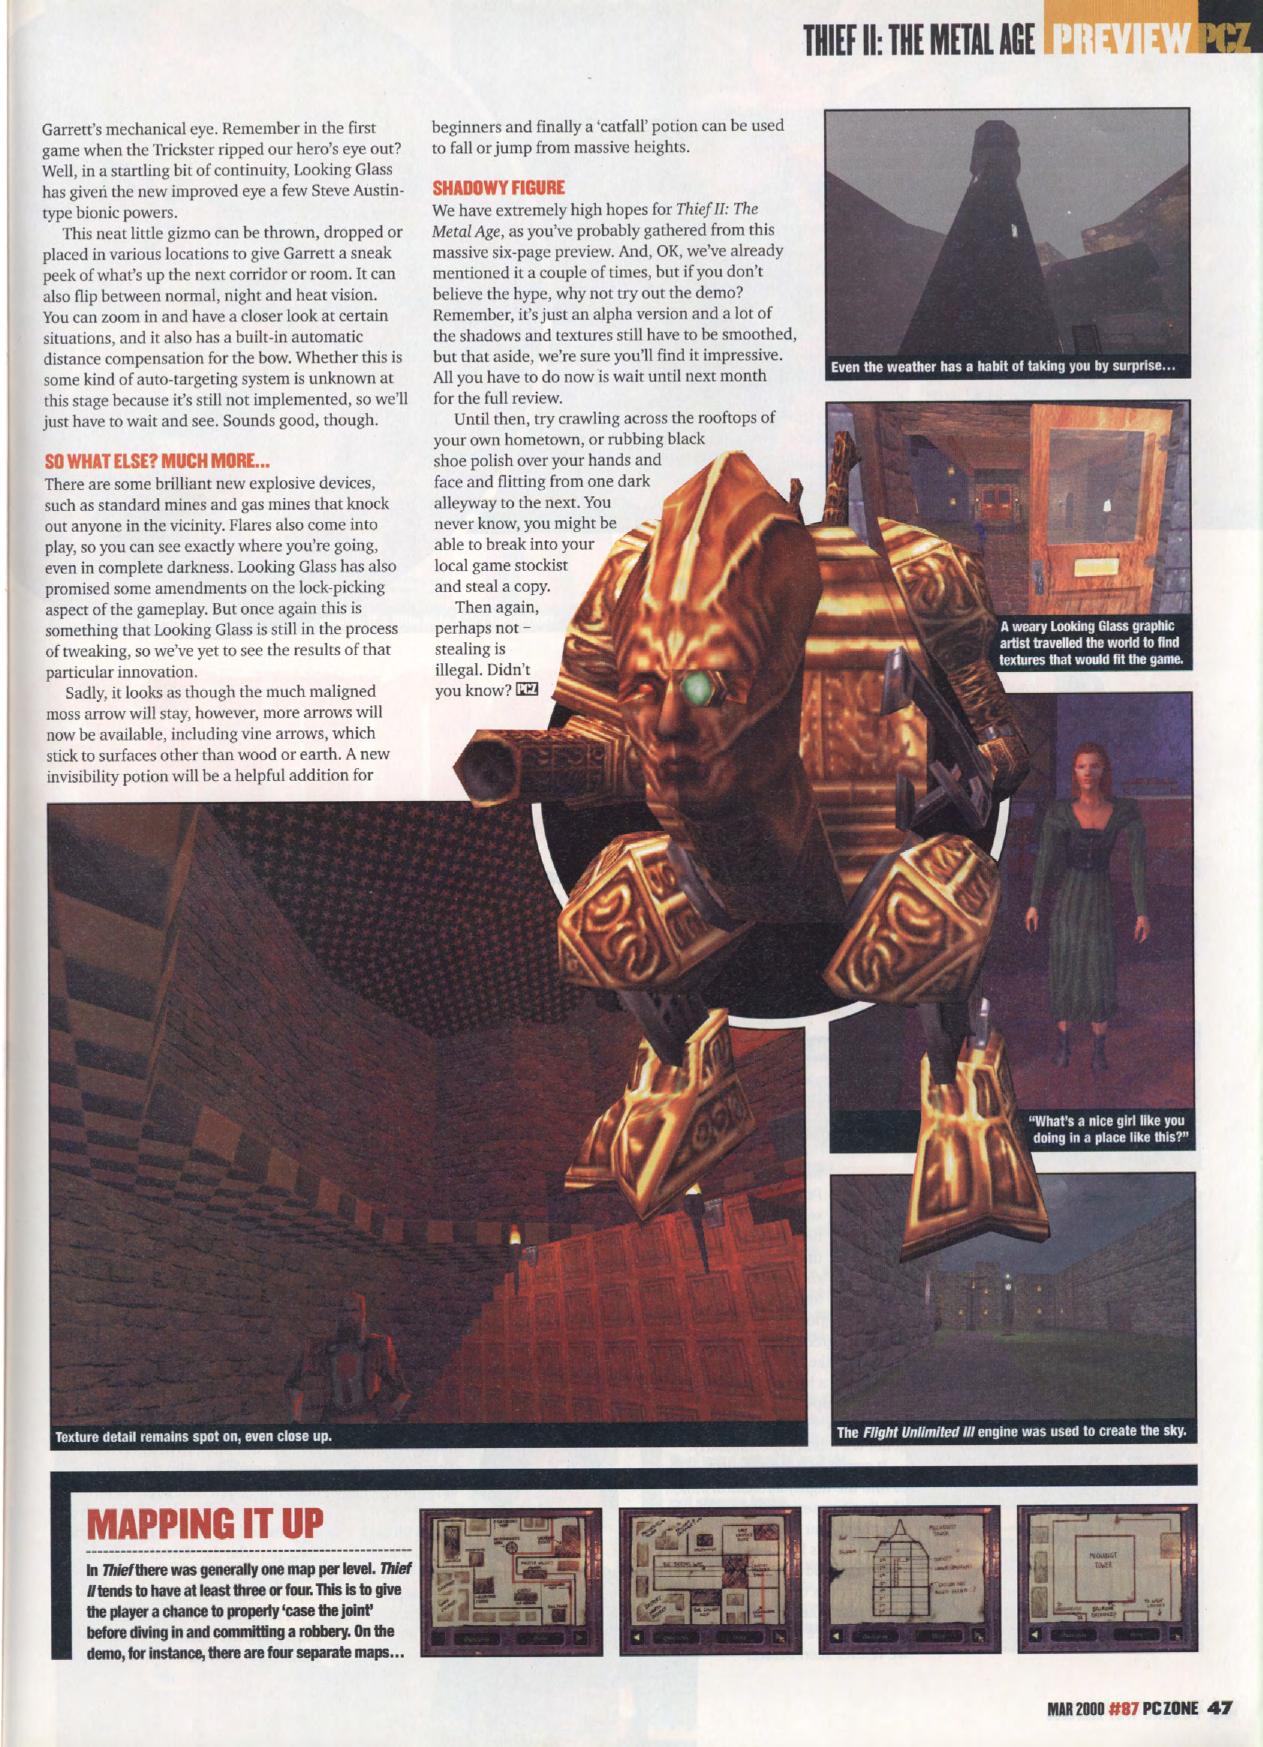 THIEF II: THE METAL AGE PREVIEW PCZ
Garrett's mechanical eye. Remember in the first
game when the Trickster ripped our hero's eye out?
Well, in a startling bit of continuity, Looking Glass
has given the new improved eye a few Steve Austin-
type bionic powers.
This neat little gizmo can be thrown, dropped or
placed in various locations to give Garrett a sneak
peek of what's up the next corridor or room. It can
also flip between normal, night and heat vision.
You can zoom in and have a closer look at certain
situations, and it also has a built-in automatic
distance compensation for the bow. Whether this is
some kind of auto-targeting system is unknown at
this stage because it's still not implemented, so we'll
just have to wait and see. Sounds good, though.
SO WHAT ELSE? MUCH MORE...
There are some brilliant new explosive devices,
such as standard mines and gas mines that knock
out anyone in the vicinity. Flares also come into
play, so you can see exactly where you're going,
even in complete darkness. Looking Glass has also
promised some amendments on the lock-picking
aspect of the gameplay. But once again this is
something that Looking Glass is still in the process
of tweaking, so we've yet to see the results of that
particular innovation.
Sadly, it looks as though the much maligned
moss arrow will stay, however, more arrows will
now be available, including vine arrows, which
stick to surfaces other than wood or earth. A new
invisibility potion will be a helpful addition for
beginners and finally a 'catfall' potion can be used
to fall or jump from massive heights.
SHADOWY FIGURE
We have extremely high hopes for Thief II: The
Metal Age, as you've probably gathered from this
massive six-page preview. And, OK, we've already
mentioned it a couple of times, but if you don't
believe the hype, why not try out the demo?
Remember, it's just an alpha version and a lot of
the shadows and textures still have to be smoothed,
but that aside, we're sure you'll find it impressive.
All you have to do now is wait until next month
for the full review.
Until then, try crawling across the rooftops of
your own hometown, or rubbing black
shoe polish over your hands and
face and flitting from one dark
alleyway to the next. You
never know, you might be
able to break into your
local game stockist
and steal a copy.
Then again,
perhaps not –
stealing is
illegal. Didn't
you know? PCZ
Even the weather has a habit of taking you by surprise...
A weary Looking Glass graphic
artist travelled the world to find
textures that would fit the game.
"What's a nice girl like you
doing in a place like this?"
Texture detail remains spot on, even close up.
The Flight Unlimited III engine was used to create the sky.
MAPPING IT UP
In Thief there was generally one map per level. Thief
II tends to have at least three or four. This is to give
the player a chance to properly 'case the joint'
before diving in and committing a robbery. On the
demo, for instance, there are four separate maps...
MECHANIST
TOWER
MAR 2000 #87 PC ZONE 47